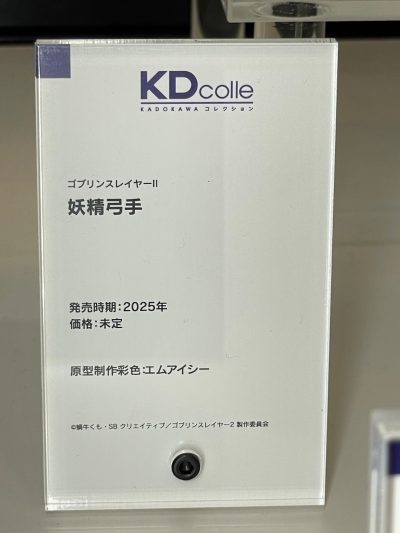 KDcolle
KADOKAWA コレクション
ゴブリンスレイヤーII
妖精弓手
発売時期：2025年
価格：未定
原型制作彩色：エムアイシー
©蝸牛くも・SB クリエイティブ／ゴブリンスレイヤー2 製作委員会